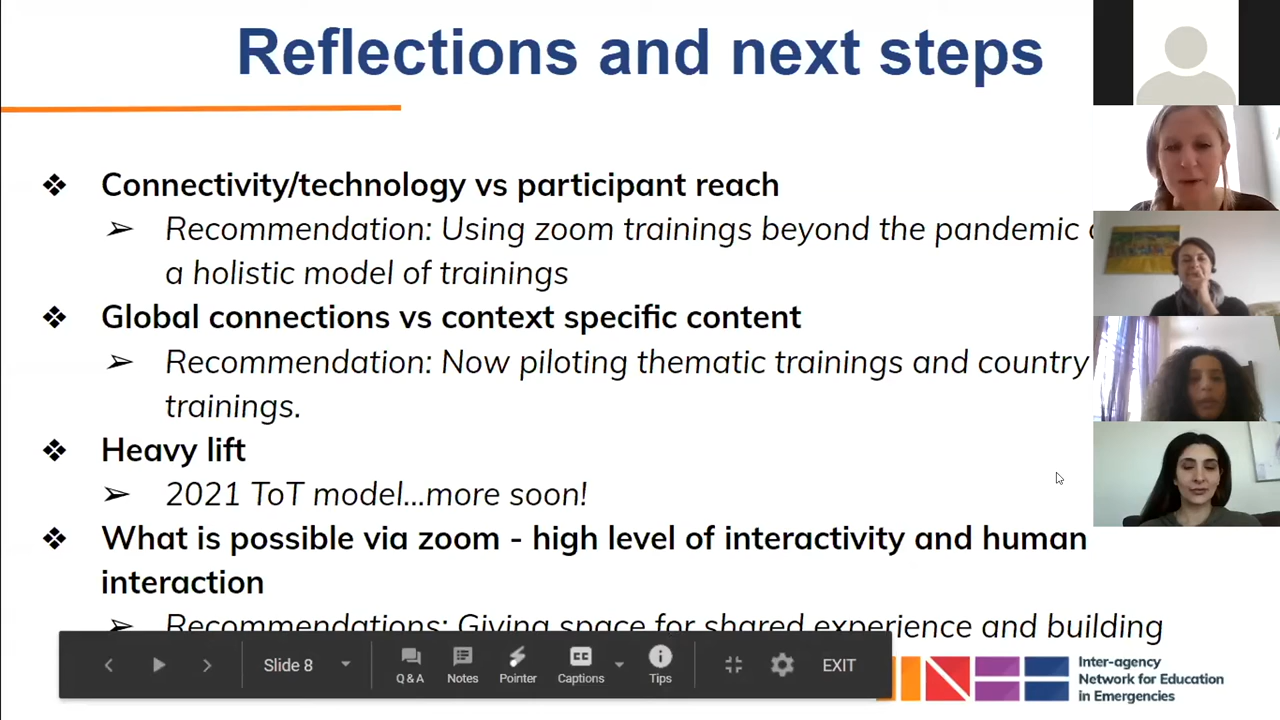 Reflections and next steps
❖ Connectivity/technology vs participant reach
➢ Recommendation: Using zoom trainings beyond the pandemic
a holistic model of trainings
❖ Global connections vs context specific content
➢ Recommendation: Now piloting thematic trainings and country
trainings.
❖ Heavy lift
➢ 2021 ToT model...more soon!
❖ What is possible via zoom - high level of interactivity and human
interaction
➢ Recommendations: Giving space for shared experience and building
Slide 8
Q&A Notes Pointer Captions Tips EXIT
CC
INEE
Inter-agency
Network for Education
in Emergencies